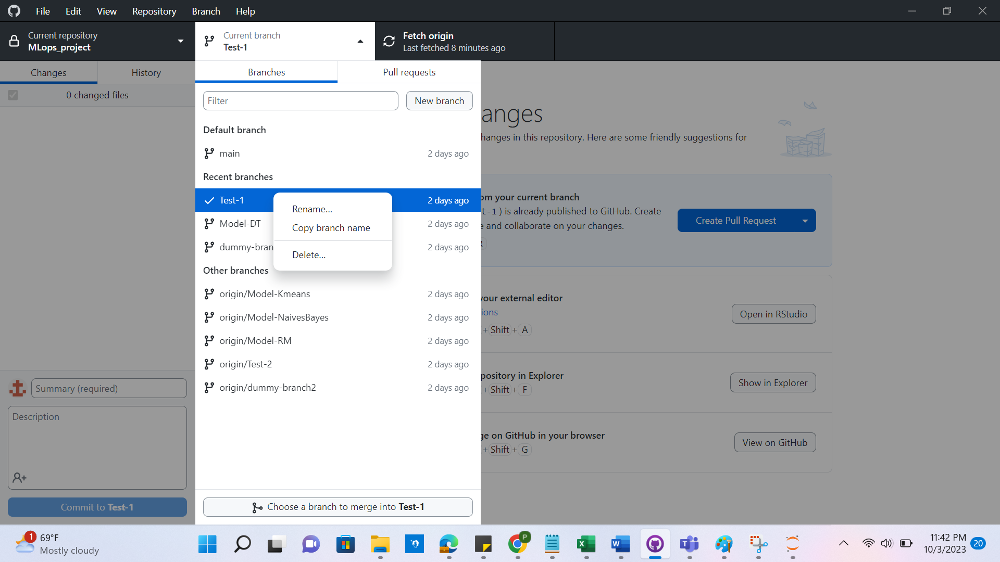 File Edit View Repository Branch Help
Current repository
MLops_project
Current branch
Test-1
Fetch origin
Last fetched 8 minutes ago
Changes History
0 changed files
Branches Pull requests
Filter
New branch
Default branch
main 2 days ago
Recent branches
Test-1 2 days ago
Model-DT 2 days ago
dummy-bran 2 days ago
Rename...
Copy branch name
Delete...
Other branches
origin/Model-Kmeans 2 days ago
origin/Model-NaivesBayes 2 days ago
origin/Model-RM 2 days ago
origin/Test-2 2 days ago
origin/dummy-branch2 2 days ago
Choose a branch to merge into Test-1
anges
hanges in this repository. Here are some friendly suggestions for
om your current branch
t-1) is already published to GitHub. Create
e and collaborate on your changes.
R
Create Pull Request
your external editor
ions
+ Shift + A
Open in RStudio
pository in Explorer
+ Shift + F
Show in Explorer
ge on GitHub in your browser
+ Shift + G
View on GitHub
Summary (required)
Description
Commit to Test-1
1
69°F
Mostly cloudy
P
X
W
T
11:42 PM
10/3/2023
20